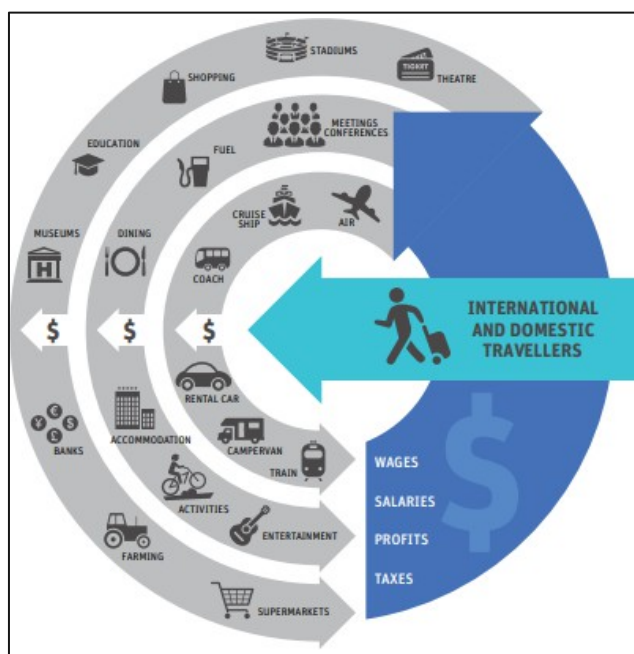 STADIUMS
SHOPPING
TICKET
THEATRE
EDUCATION
FUEL
MEETINGS
CONFERENCES
MUSEUMS
H
DINING
CRUISE
SHIP
AIR
COACH
$
$
$
INTERNATIONAL
AND DOMESTIC
TRAVELLERS
RENTAL CAR
¥ € $ £
BANKS
ACCOMMODATION
CAMPERVAN
TRAIN
ACTIVITIES
ENTERTAINMENT
FARMING
SUPERMARKETS
WAGES
SALARIES
PROFITS
TAXES
$